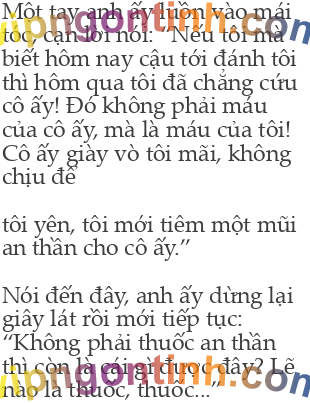 Một tay anh ấy luồn vào mái
tóc, cạn lời nói: “Nếu tôi mà
biết hôm nay cậu tới đánh tôi
thì hôm qua tôi đã chẳng cứu
cô ấy! Đó không phải máu
của cô ấy, mà là máu của tôi!
Cô ấy giày vò tôi mãi, không
chịu để
tôi yên, tôi mới tiêm một mũi
an thần cho cô ấy.”
Nói đến đây, anh ấy dừng lại
giây lát rồi mới tiếp tục:
“Không phải thuốc an thần
thì còn là cái gì được đây? Lẽ
nào là thuốc, thuốc...”
vipngontinh.com
vipngontinh.com